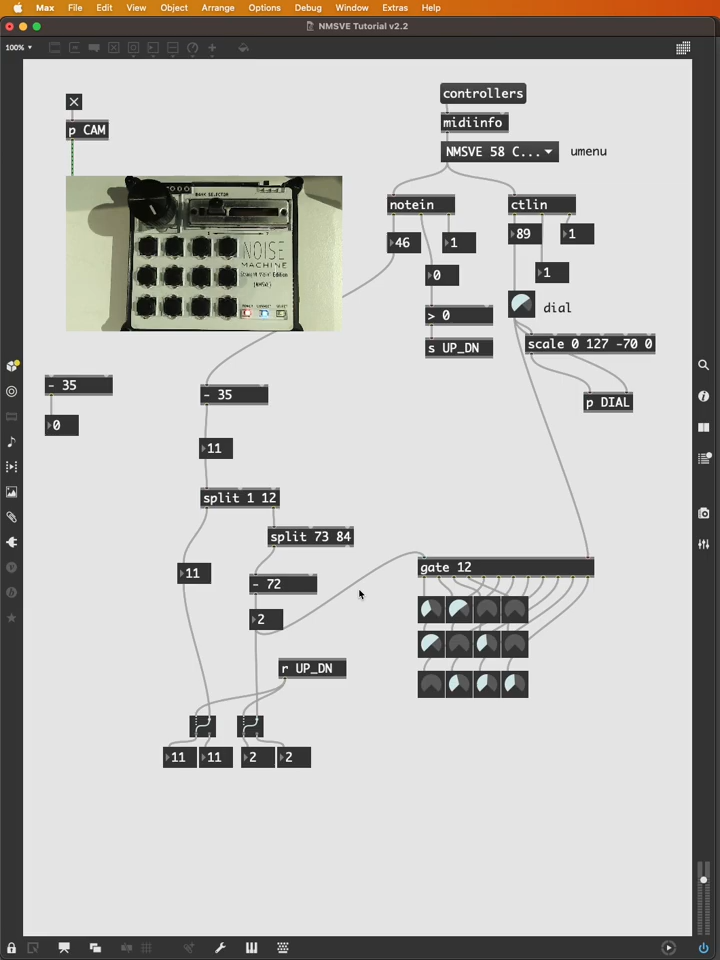 Max File Edit View Object Arrange Options Debug Window Extras Help
NMSVE Tutorial v2.2
100%
controllers
p CAM
midiinfo
NMSVE 58 C... umenu
BANK SELECTOR
NOISE
MACHINE
(NMSVE)
notein
ctlin
46
1
89
1
0
1
> 0
dial
s UP_DN
scale 0 127 -70 0
- 35
- 35
p DIAL
0
11
split 1 12
split 73 84
11
gate 12
- 72
2
r UP_DN
11 11 2 2